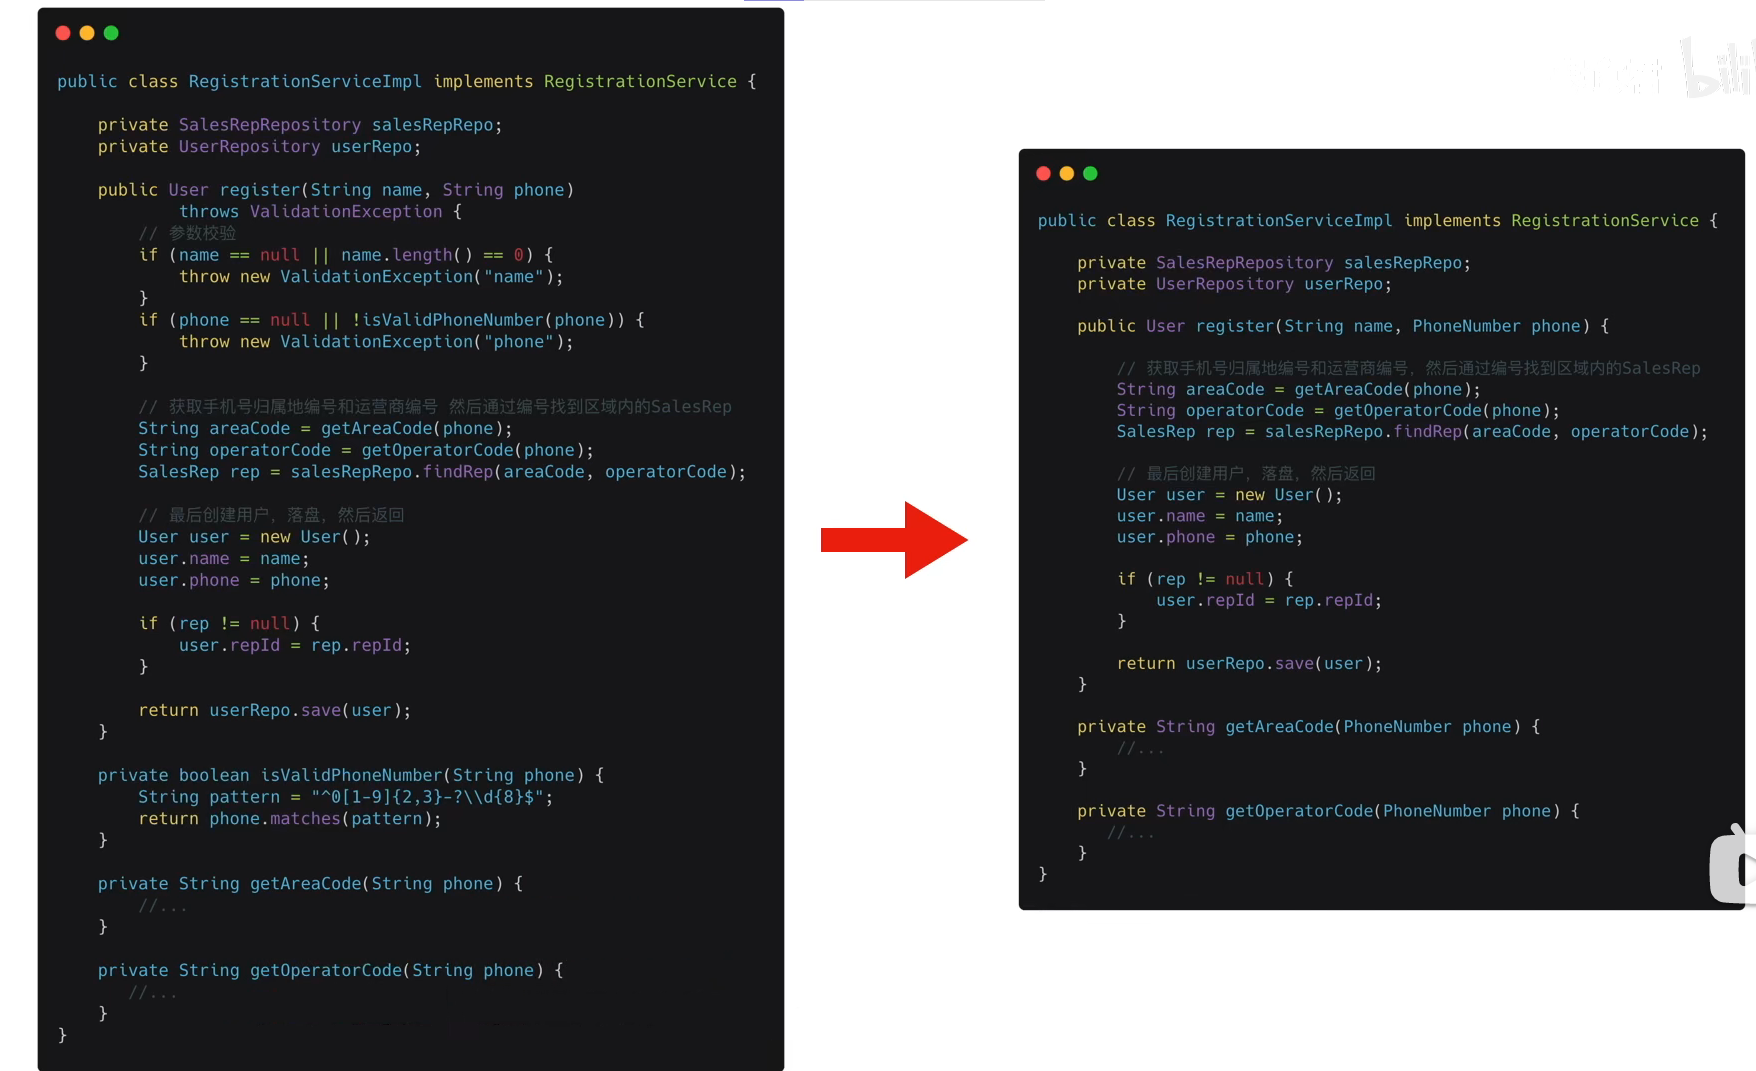 public class RegistrationServiceImpl implements RegistrationService {
private SalesRepRepository salesRepRepo;
private UserRepository userRepo;
public User register(String name, String phone)
throws ValidationException {
// 参数校验
if (name == null || name.length() == 0) {
throw new ValidationException("name");
}
if (phone == null || !isValidPhoneNumber(phone)) {
throw new ValidationException("phone");
}
// 获取手机号归属地编号和运营商编号 然后通过编号找到区域内的SalesRep
String areaCode = getAreaCode(phone);
String operatorCode = getOperatorCode(phone);
SalesRep rep = salesRepRepo.findRep(areaCode, operatorCode);
// 最后创建用户，落盘，然后返回
User user = new User();
user.name = name;
user.phone = phone;
if (rep != null) {
user.repId = rep.repId;
}
return userRepo.save(user);
}
private boolean isValidPhoneNumber(String phone) {
String pattern = "^0[1-9]{2,3}-?\\d{8}$";
return phone.matches(pattern);
}
private String getAreaCode(String phone) {
//...
}
private String getOperatorCode(String phone) {
//...
}
}
public class RegistrationServiceImpl implements RegistrationService {
private SalesRepRepository salesRepRepo;
private UserRepository userRepo;
public User register(String name, PhoneNumber phone) {
// 获取手机号归属地编号和运营商编号，然后通过编号找到区域内的SalesRep
String areaCode = getAreaCode(phone);
String operatorCode = getOperatorCode(phone);
SalesRep rep = salesRepRepo.findRep(areaCode, operatorCode);
// 最后创建用户，落盘，然后返回
User user = new User();
user.name = name;
user.phone = phone;
if (rep != null) {
user.repId = rep.repId;
}
return userRepo.save(user);
}
private String getAreaCode(PhoneNumber phone) {
//...
}
private String getOperatorCode(PhoneNumber phone) {
//...
}
}